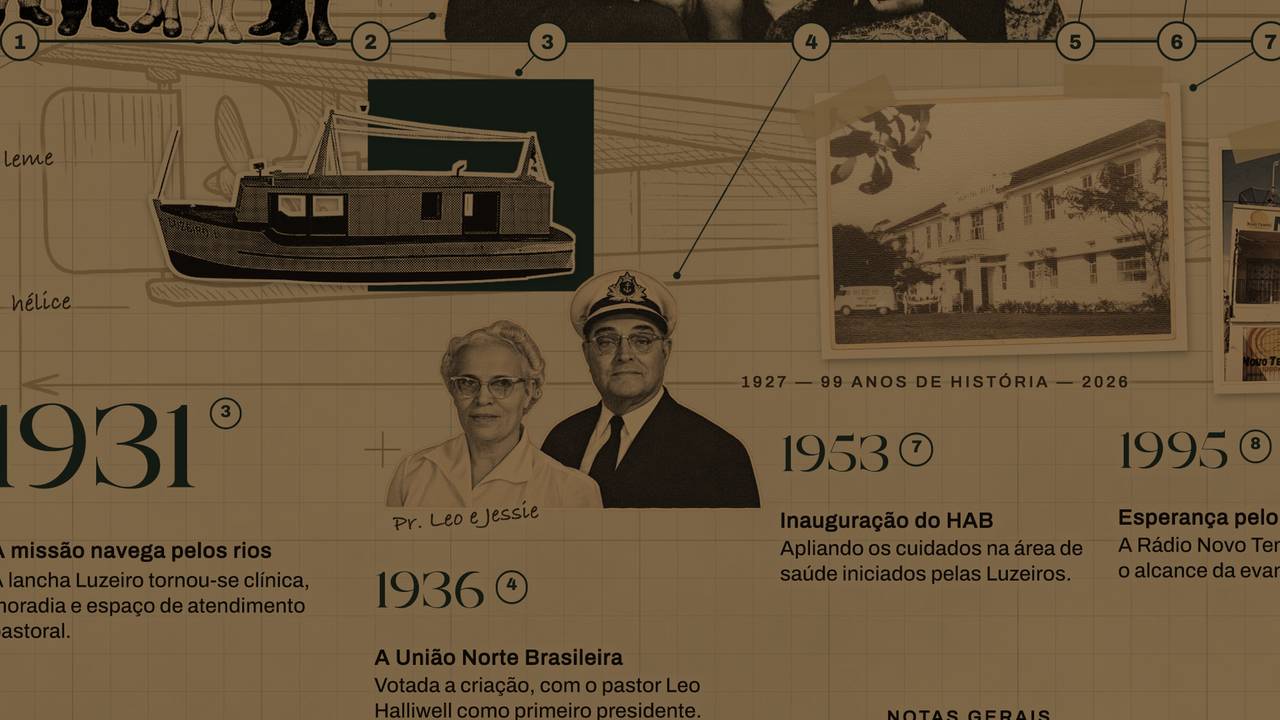 1
2
3
4
5
6
7
leme
LUZEIRO
hélice
1927 — 99 ANOS DE HISTÓRIA — 2026
1931 3
A missão navega pelos rios
A lancha Luzeiro tornou-se clínica,
moradia e espaço de atendimento
pastoral.
Pr. Leo e Jessie
1936 4
A União Norte Brasileira
Votada a criação, com o pastor Leo
Halliwell como primeiro presidente.
1953 7
Inauguração do HAB
Apliando os cuidados na área de
saúde iniciados pelas Luzeiros.
1995 8
Esperança pelo
A Rádio Novo Te
o alcance da eva
NOTAS GERAIS